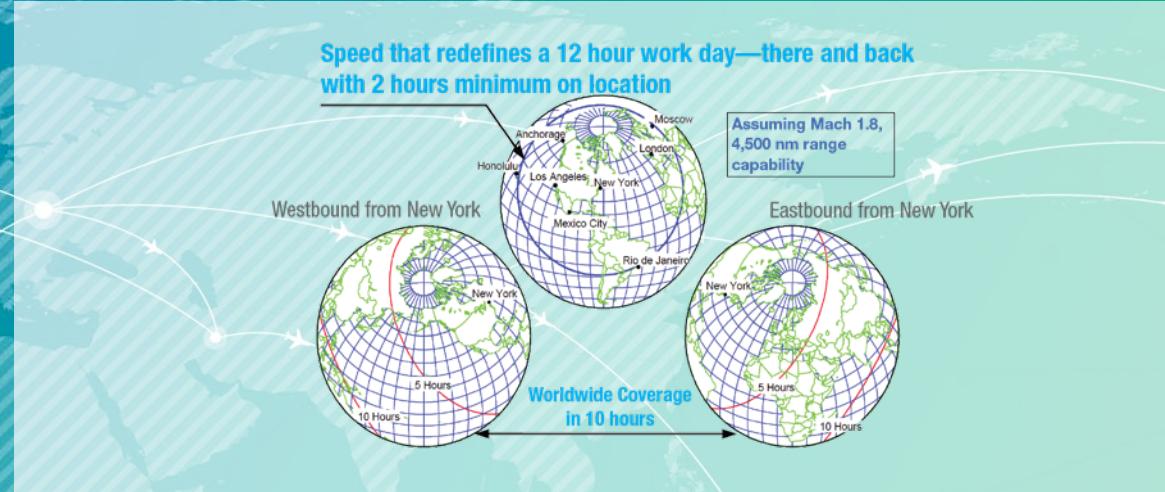 Speed that redefines a 12 hour work day—there and back
with 2 hours minimum on location
Assuming Mach 1.8,
4,500 nm range
capability
Moscow
Anchorage
London
Honolulu
Los Angeles
New York
Mexico City
Rio de Janeiro
Westbound from New York
Eastbound from New York
New York
5 Hours
10 Hours
New York
5 Hours
10 Hours
Worldwide Coverage
in 10 hours